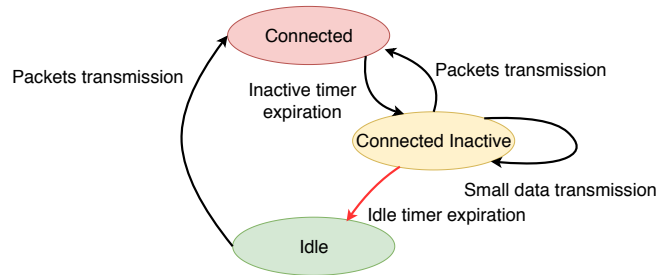 Connected
Packets transmission
Packets transmission
Inactive timer
expiration
Connected Inactive
Small data transmission
Idle timer expiration
Idle